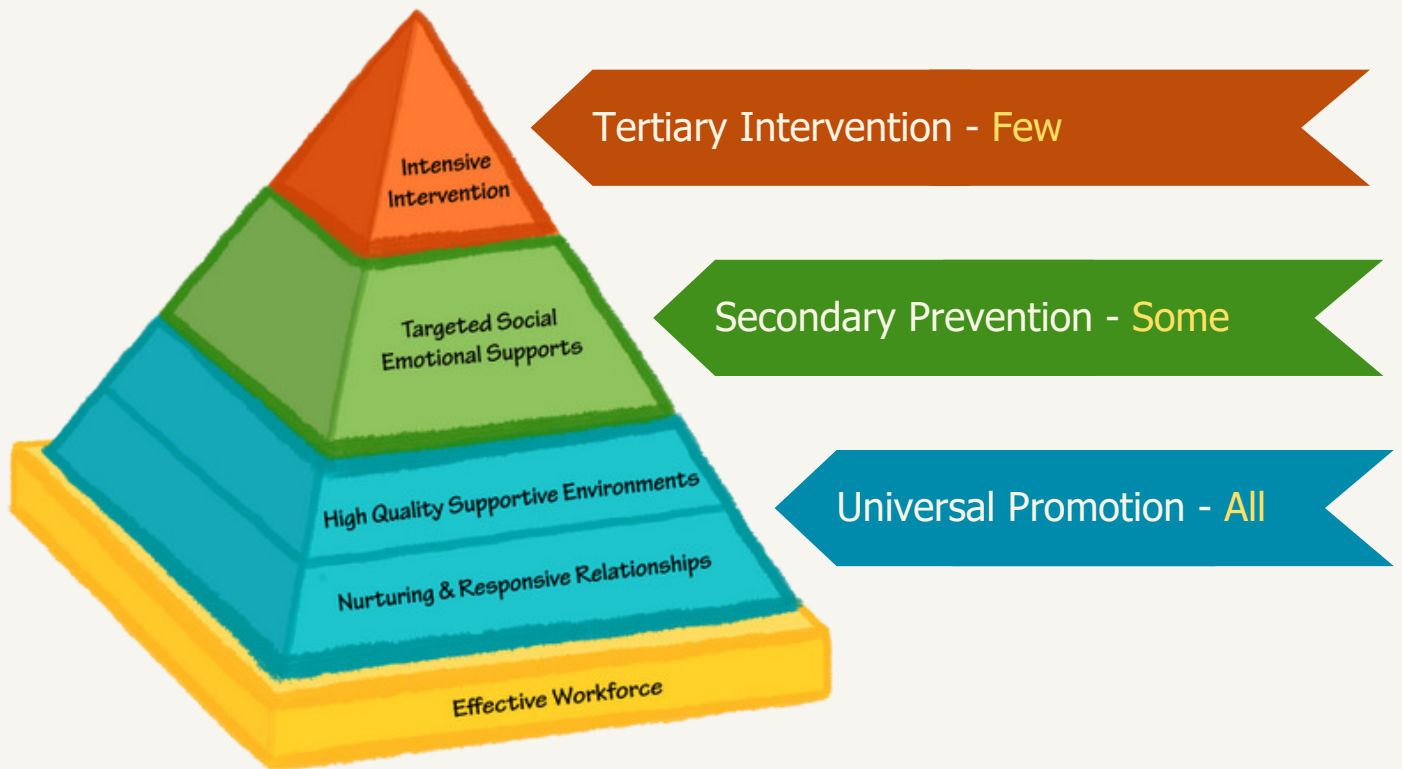 Intensive
Intervention
Tertiary Intervention - Few
Targeted Social
Emotional Supports
Secondary Prevention - Some
High Quality Supportive Environments
Nurturing & Responsive Relationships
Universal Promotion - All
Effective Workforce